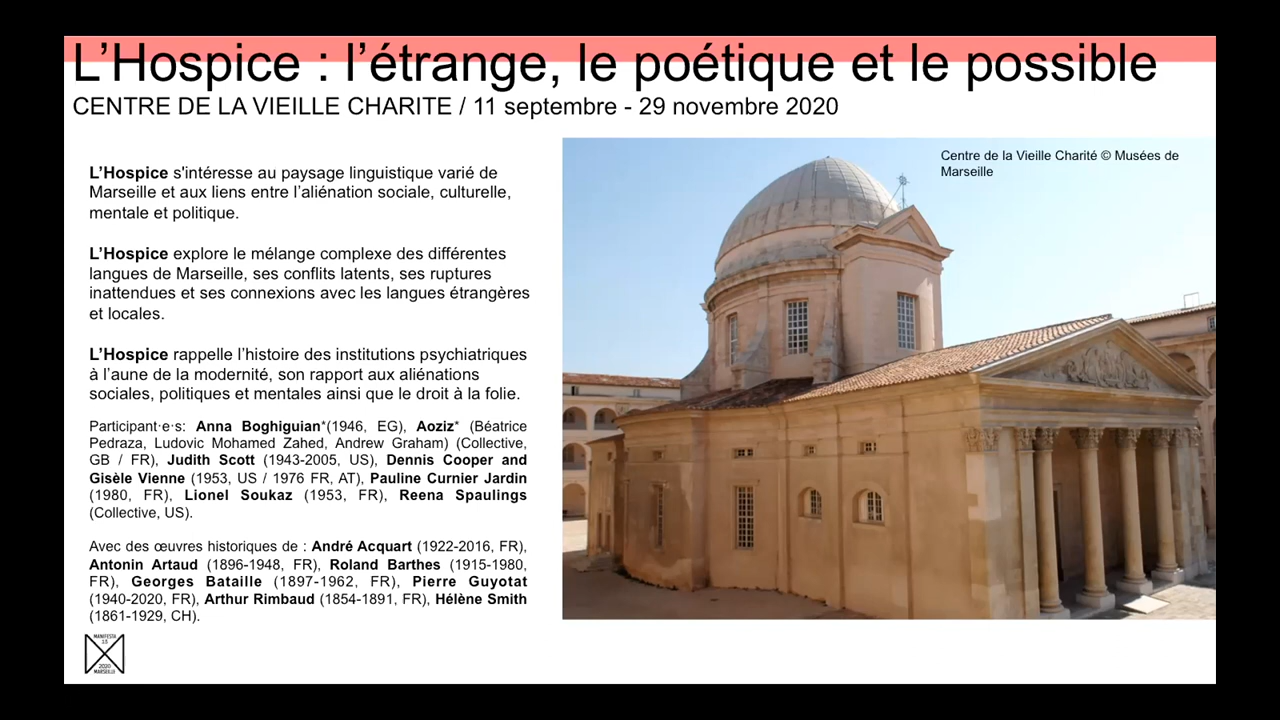 L’Hospice : l’étrange, le poétique et le possible
CENTRE DE LA VIEILLE CHARITE / 11 septembre - 29 novembre 2020
L’Hospice s'intéresse au paysage linguistique varié de
Marseille et aux liens entre l’aliénation sociale, culturelle,
mentale et politique.
L’Hospice explore le mélange complexe des différentes
langues de Marseille, ses conflits latents, ses ruptures
inattendues et ses connexions avec les langues étrangères
et locales.
L’Hospice rappelle l’histoire des institutions psychiatriques
à l’aune de la modernité, son rapport aux aliénations
sociales, politiques et mentales ainsi que le droit à la folie.
Participant·e·s: Anna Boghiguian*(1946, EG), Aoziz* (Béatrice
Pedraza, Ludovic Mohamed Zahed, Andrew Graham) (Collective,
GB / FR), Judith Scott (1943-2005, US), Dennis Cooper and
Gisèle Vienne (1953, US / 1976 FR, AT), Pauline Curnier Jardin
(1980, FR), Lionel Soukaz (1953, FR), Reena Spaulings
(Collective, US).
Avec des œuvres historiques de : André Acquart (1922-2016, FR),
Antonin Artaud (1896-1948, FR), Roland Barthes (1915-1980,
FR), Georges Bataille (1897-1962, FR), Pierre Guyotat
(1940-2020, FR), Arthur Rimbaud (1854-1891, FR), Hélène Smith
(1861-1929, CH).
Centre de la Vieille Charité © Musées de
Marseille
MANIFESTA
13
2020
MARSEILLE